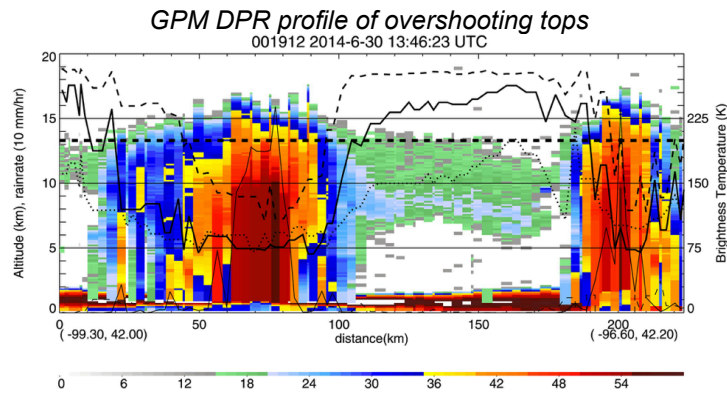 GPM DPR profile of overshooting tops
001912 2014-6-30 13:46:23 UTC
Altitude (km), rainrate (10 mm/hr)
20
15
10
5
0
225
150
75
0
Brightness Temperature (K)
0 50 100 150 200
( -99.30, 42.00) distance(km) ( -96.60, 42.20)
0 6 12 18 24 30 36 42 48 54